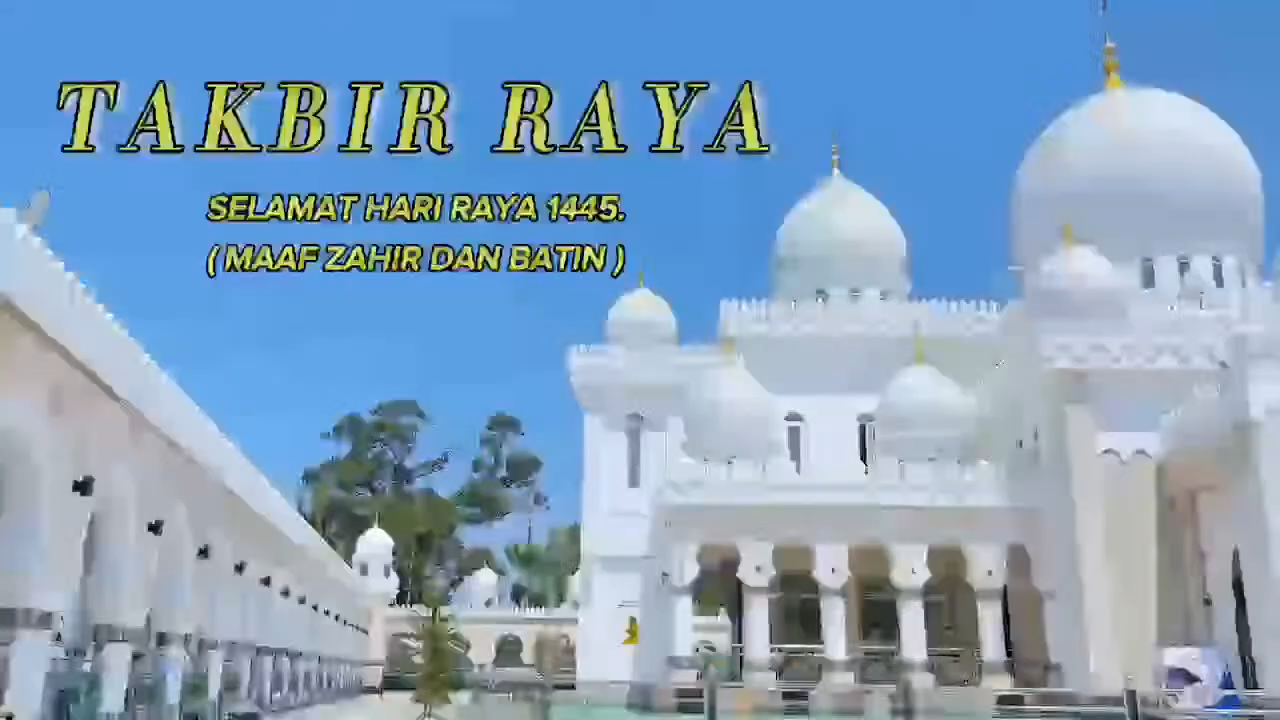 TAKBIR RAYA
SELAMAT HARI RAYA 1445.
( MAAF ZAHIR DAN BATIN )